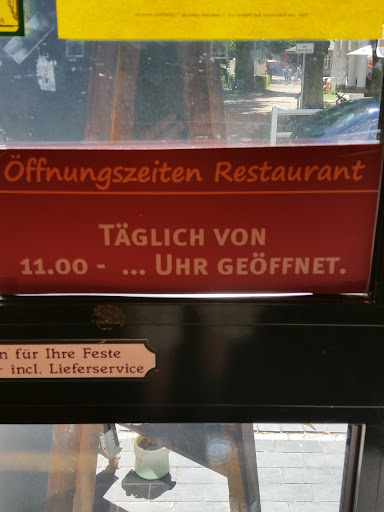 Öffnungszeiten Restaurant
TÄGLICH VON
11.00 - ... UHR GEÖFFNET.
n für Ihre Feste
- incl. Lieferservice